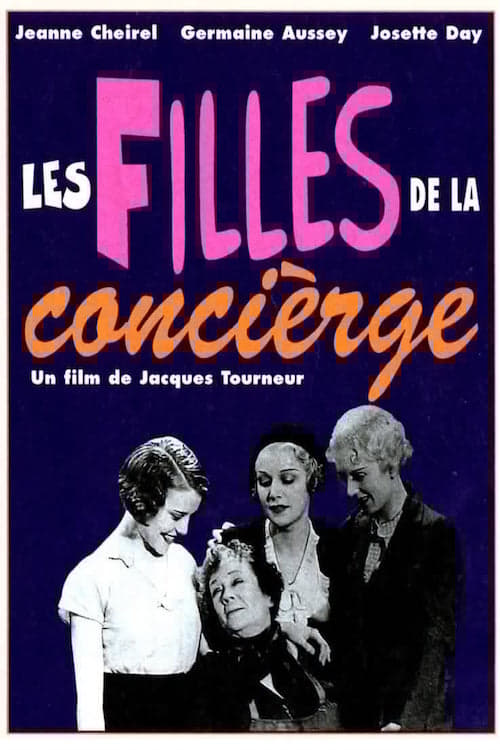 Jeanne Cheirel Germaine Aussey Josette Day
LES FILLES DE LA
concièrge
Un film de Jacques Tourneur